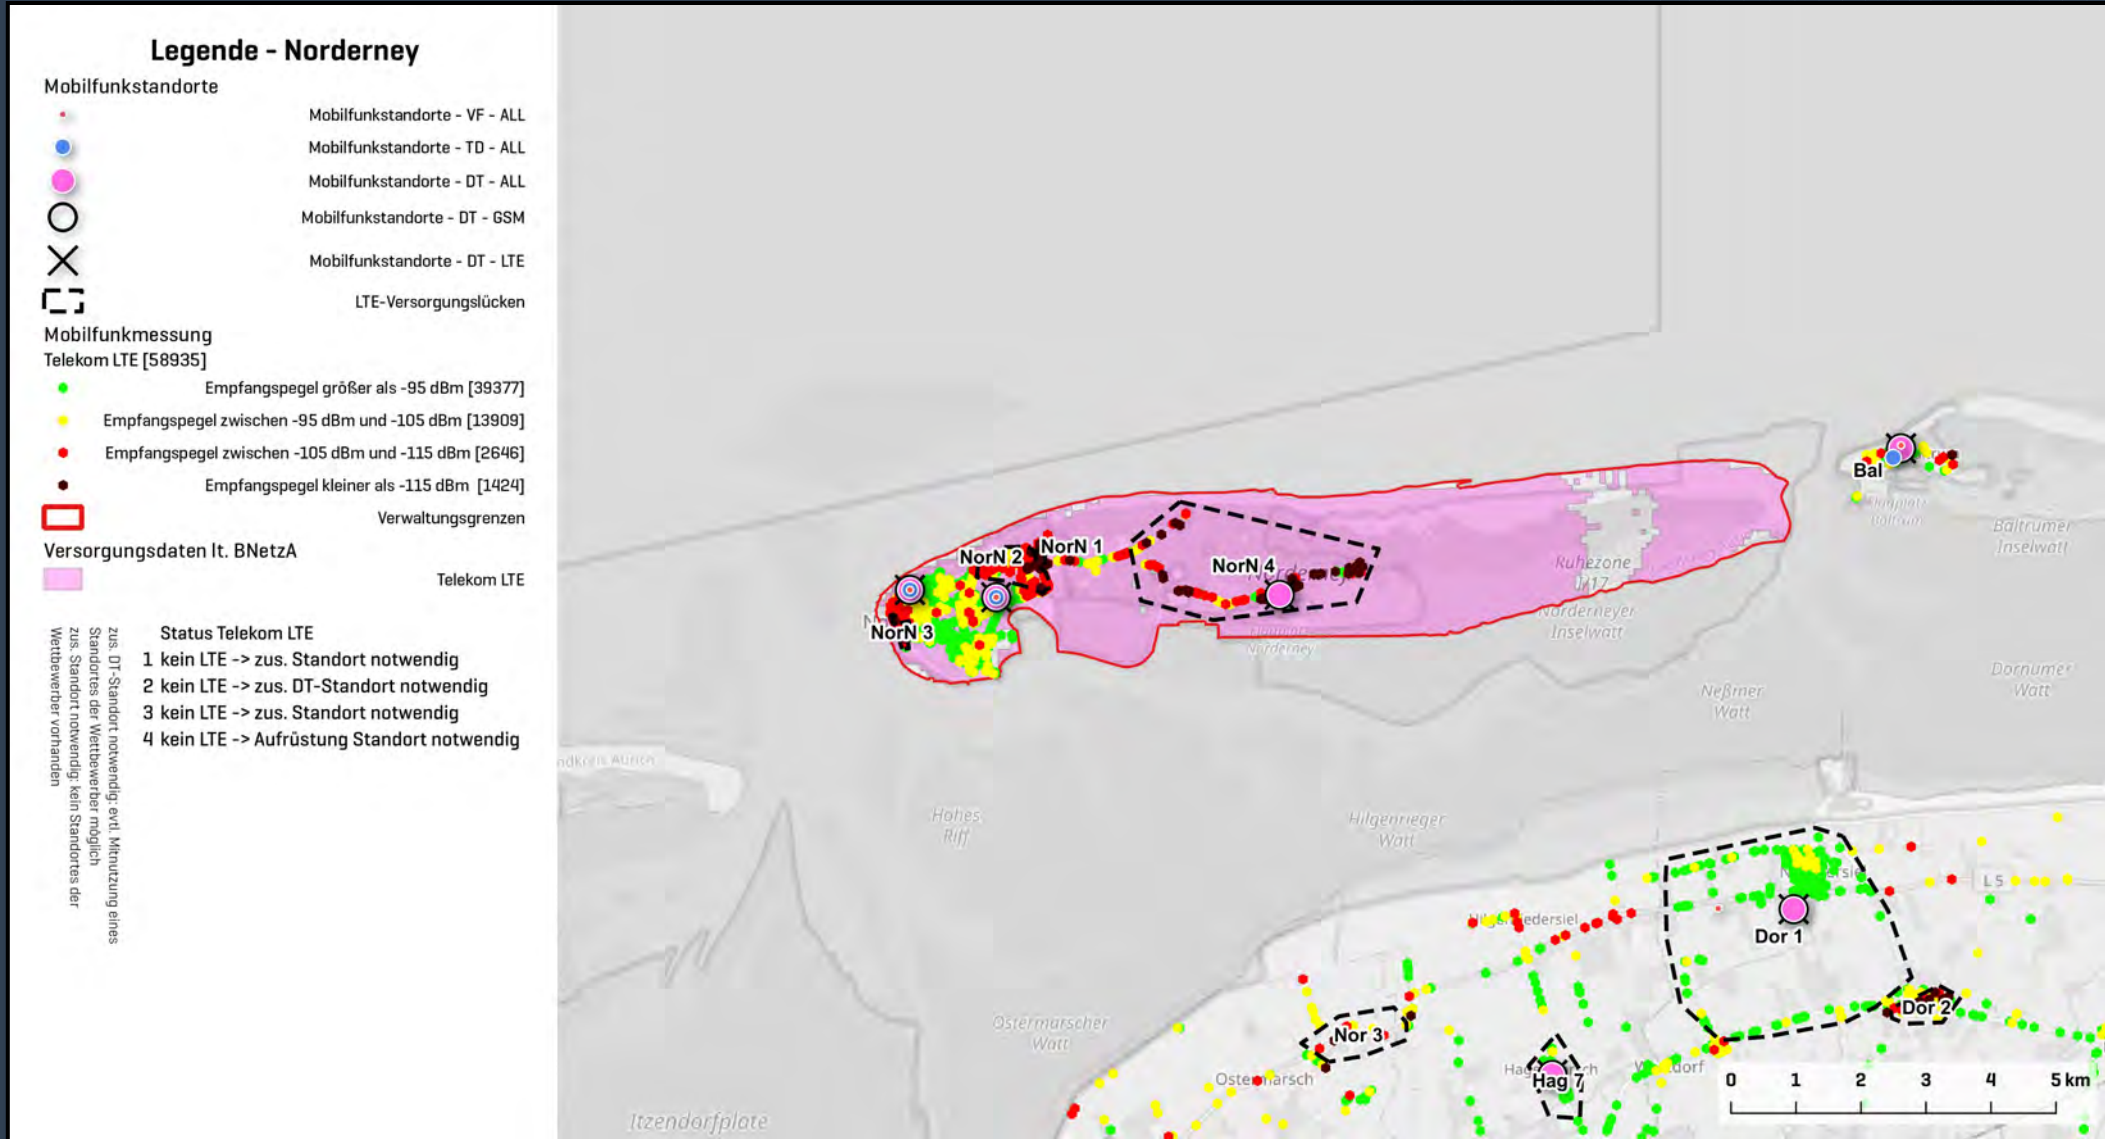 Legende - Norderney
Mobilfunkstandorte
Mobilfunkstandorte - VF - ALL
Mobilfunkstandorte - TD - ALL
Mobilfunkstandorte - DT - ALL
Mobilfunkstandorte - DT - GSM
Mobilfunkstandorte - DT - LTE
LTE-Versorgungslücken
Mobilfunkmessung
Telekom LTE [58935]
Empfangspegel größer als -95 dBm [39377]
Empfangspegel zwischen -95 dBm und -105 dBm [13909]
Empfangspegel zwischen -105 dBm und -115 dBm [2646]
Empfangspegel kleiner als -115 dBm [1424]
Verwaltungsgrenzen
Versorgungsdaten lt. BNetzA
Telekom LTE
Status Telekom LTE
1 kein LTE -> zus. Standort notwendig
2 kein LTE -> zus. DT-Standort notwendig
3 kein LTE -> zus. Standort notwendig
4 kein LTE -> Aufrüstung Standort notwendig
zus. DT-Standort notwendig: evtl. Mitnutzung eines
Standortes der Wettbewerber möglich
zus. Standort notwendig: kein Standortes der
Wettbewerber vorhanden
NorN 2
NorN 1
NorN 4
Norderney
NorN 3
Flugplatz
Norderney
Ruhezone
I/17
Norderneyer
Inselwatt
Bal
Flugplatz
Baltrum
Baltrumer
Inselwatt
Dornumer
Watt
Neßmer
Watt
Hohes
Riff
Hilgenrieger
Watt
L 5
Dor 1
Dor 2
Ostermarscher
Watt
Nor 3
Hag 7
Itzendorfplate
0 1 2 3 4 5 km